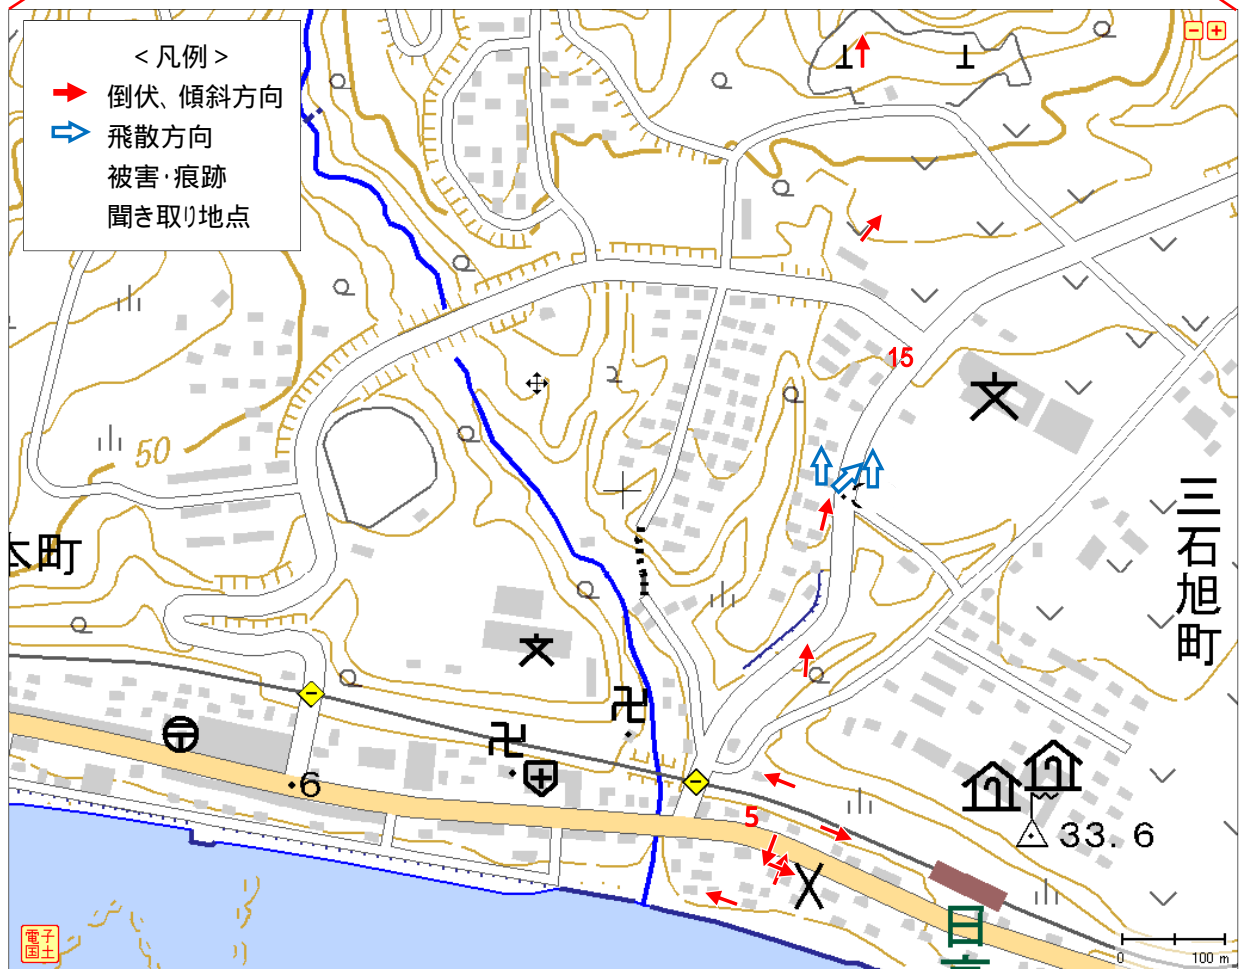 ＜凡例＞
倒伏、傾斜方向
飛散方向
被害・痕跡
聞き取り地点
15
50
三石旭町
本町
6
5
33.6
日
電子
国土
0 100 m